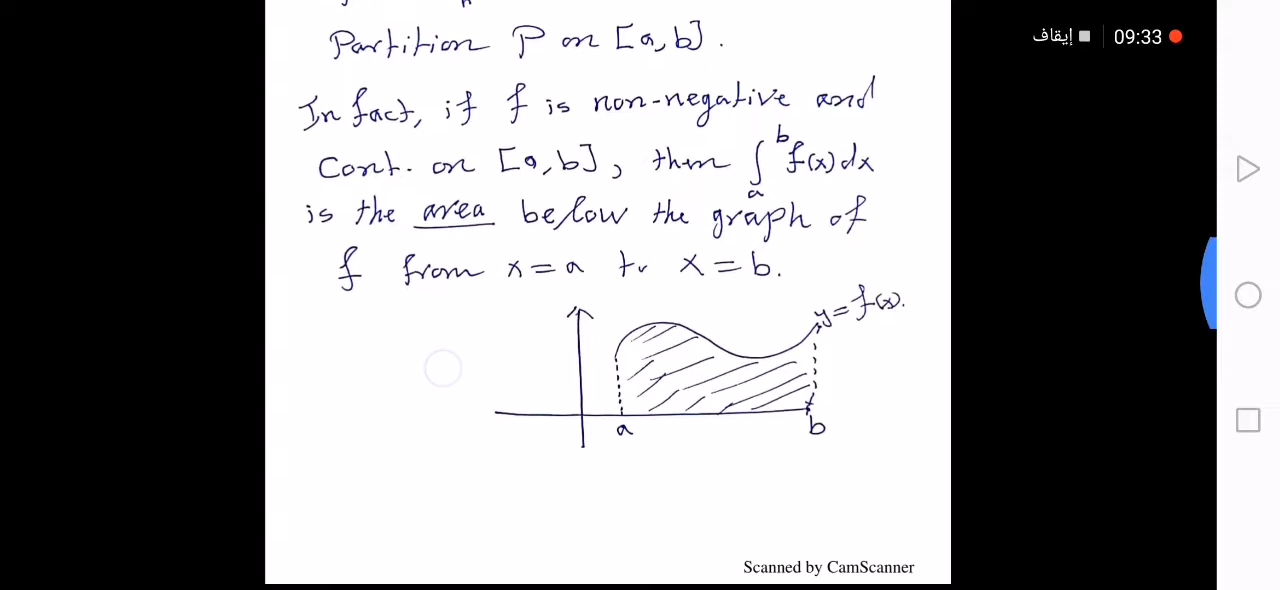 Partition P on [a,b].
In fact, if f is non-negative and
Cont. on [a,b], then ∫_a^b f(x)dx
is the area below the graph of
f from x=a to x=b.
y=f(x).
a b
Scanned by CamScanner
إيقاف 09:33